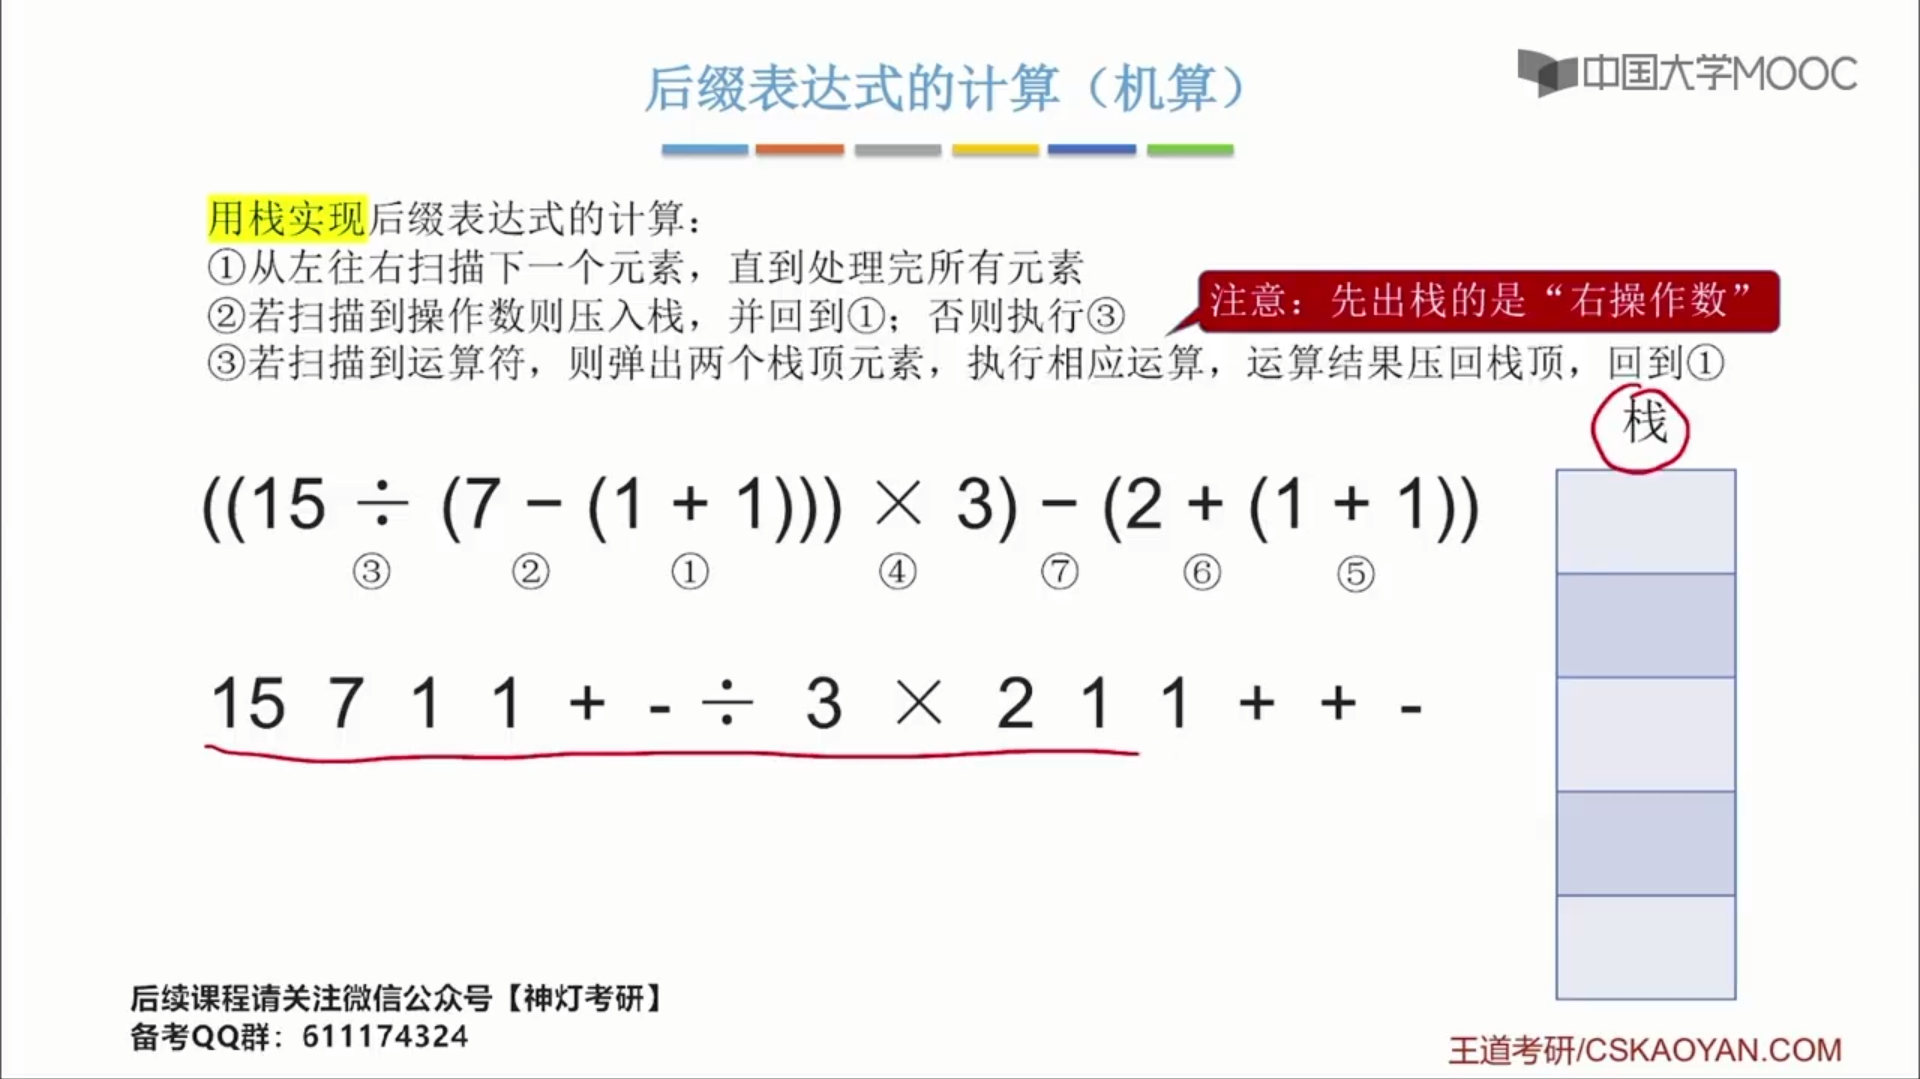 后缀表达式的计算（机算）
中国大学MOOC
用栈实现后缀表达式的计算：
①从左往右扫描下一个元素，直到处理完所有元素
②若扫描到操作数则压入栈，并回到①；否则执行③
注意：先出栈的是“右操作数”
③若扫描到运算符，则弹出两个栈顶元素，执行相应运算，运算结果压回栈顶，回到①
栈
((15 ÷ (7 − (1 + 1))) × 3) − (2 + (1 + 1))
③ ② ① ④ ⑦ ⑥ ⑤
15 7 1 1 + - ÷ 3 × 2 1 1 + + -
后续课程请关注微信公众号【神灯考研】
备考QQ群：611174324
王道考研/CSKAOYAN.COM